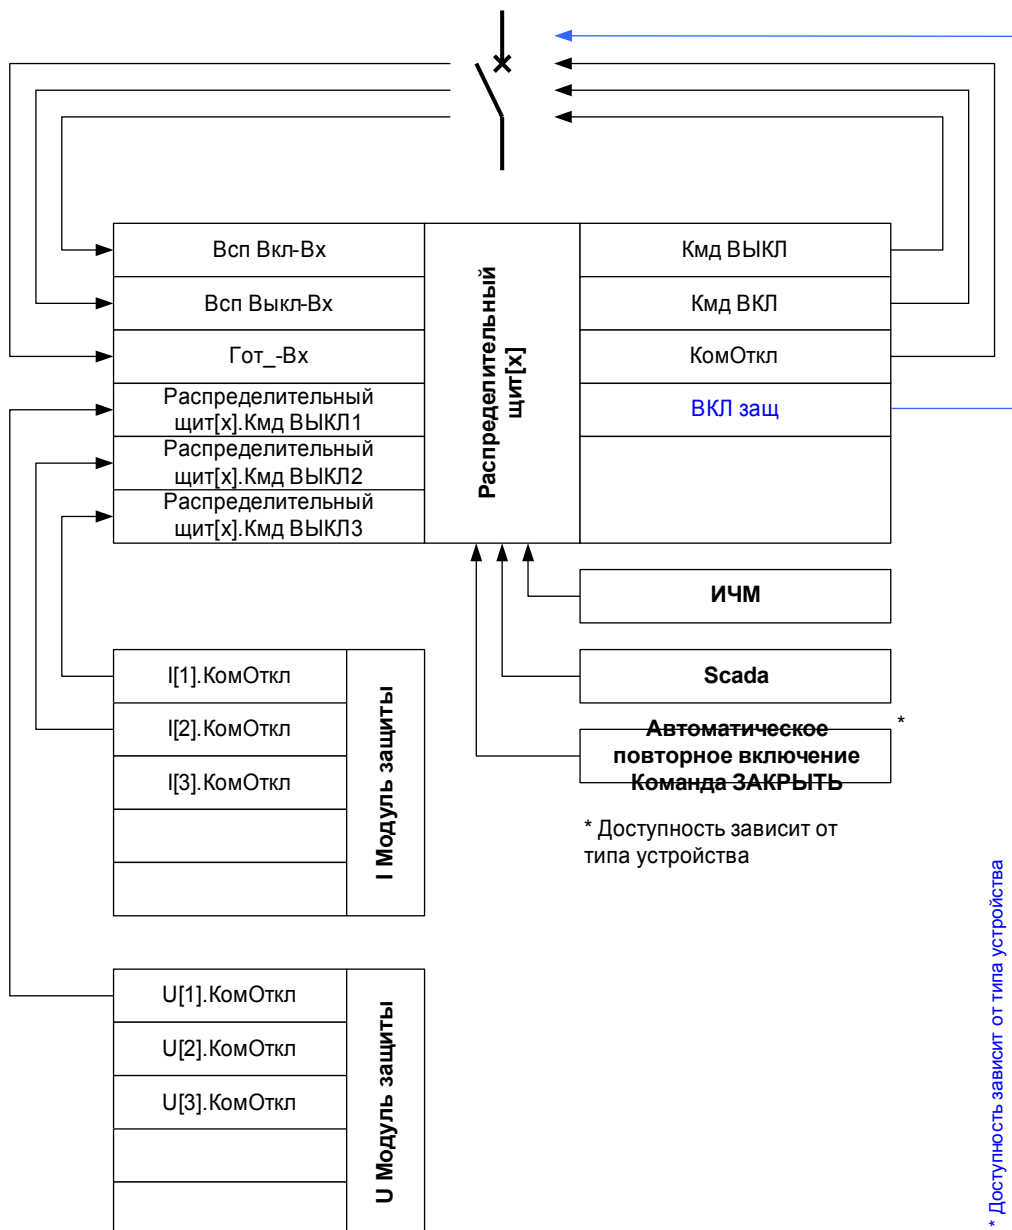 Всп Вкл-Вх
Всп Выкл-Вх
Гот_-Вх
Распределительный
щит[x].Кмд ВЫКЛ1
Распределительный
щит[x].Кмд ВЫКЛ2
Распределительный
щит[x].Кмд ВЫКЛ3
Распределительный
щит[x]
Кмд ВЫКЛ
Кмд ВКЛ
КомОткл
ВКЛ защ
ИЧМ
Scada
Автоматическое
повторное включение
Команда ЗАКРЫТЬ
*
* Доступность зависит от
типа устройства
I[1].КомОткл
I[2].КомОткл
I[3].КомОткл
I Модуль защиты
U[1].КомОткл
U[2].КомОткл
U[3].КомОткл
U Модуль защиты
* Доступность зависит от типа устройства